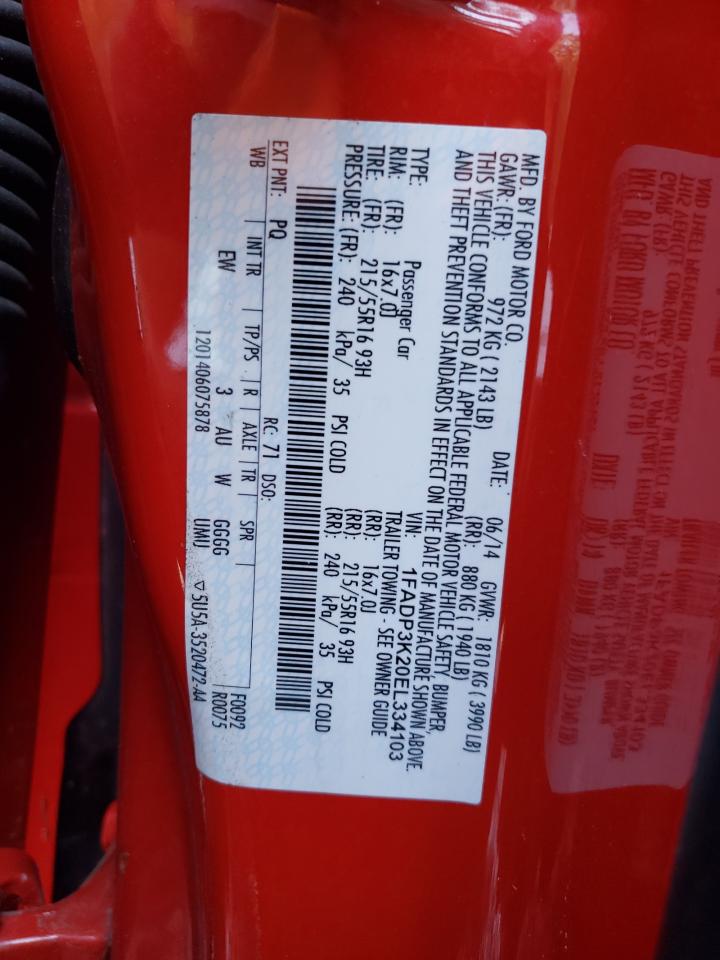 MFD. BY FORD MOTOR CO.
DATE: 06/14 GVWR: 1810 KG ( 3990 LB)
GAWR: (FR): 972 KG ( 2143 LB) (RR): 880 KG ( 1940 LB)
THIS VEHICLE CONFORMS TO ALL APPLICABLE FEDERAL MOTOR VEHICLE SAFETY, BUMPER,
AND THEFT PREVENTION STANDARDS IN EFFECT ON THE DATE OF MANUFACTURE SHOWN ABOVE.
VIN: 1FADP3K20EL334103
TYPE: Passenger Car TRAILER TOWING - SEE OWNER GUIDE
RIM: (FR): 16x7.0J (RR): 16x7.0J
TIRE: (FR): 215/55R16 93H (RR): 215/55R16 93H
PRESSURE: (FR): 240 kPa/ 35 PSI COLD (RR): 240 kPa/ 35 PSI COLD
EXT PNT: PQ RC: 71 DSO: F0092
WB INT TR TP/PS R AXLE TR SPR R0075
EW 3 AU W GGGG
1201406075878 UMIJ ▽ 5U5A-3520472-AA